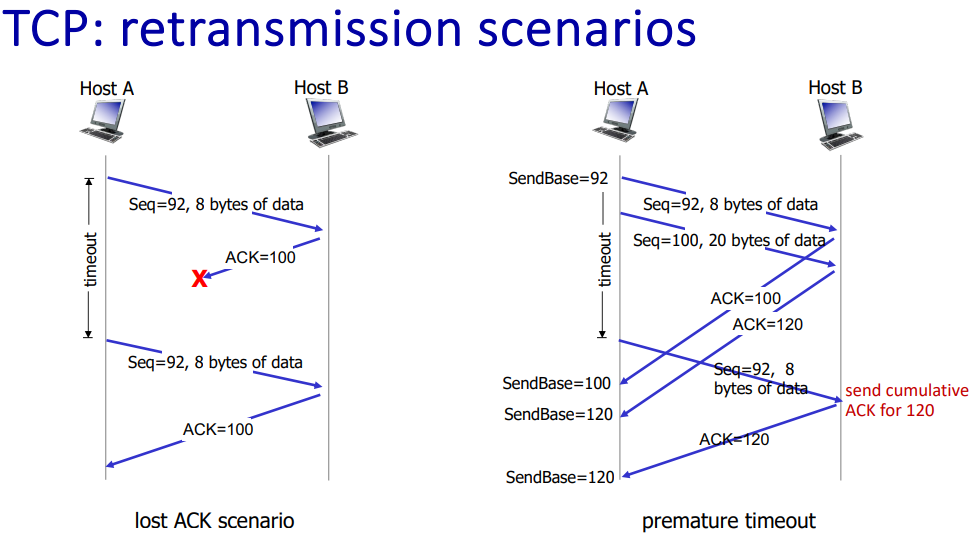 TCP: retransmission scenarios
Host A
Host B
timeout
Seq=92, 8 bytes of data
ACK=100
X
Seq=92, 8 bytes of data
ACK=100
lost ACK scenario
Host A
Host B
SendBase=92
timeout
Seq=92, 8 bytes of data
Seq=100, 20 bytes of data
ACK=100
ACK=120
Seq=92, 8
bytes of data
SendBase=100
SendBase=120
send cumulative
ACK for 120
ACK=120
SendBase=120
premature timeout